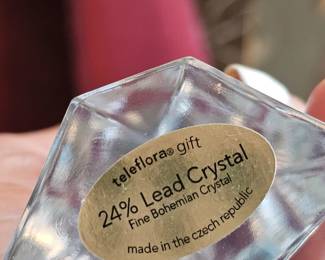 teleflora® gift
24% Lead Crystal
Fine Bohemian Crystal
made in the czech republic